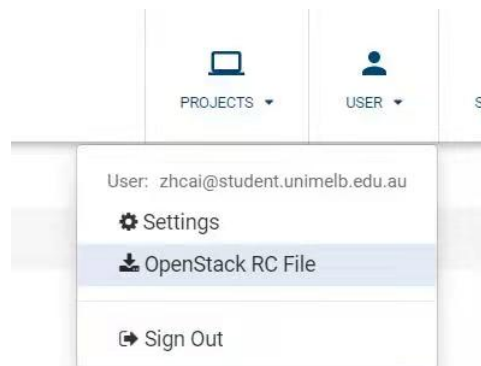 PROJECTS USER
User: zhcai@student.unimelb.edu.au
Settings
OpenStack RC File
Sign Out